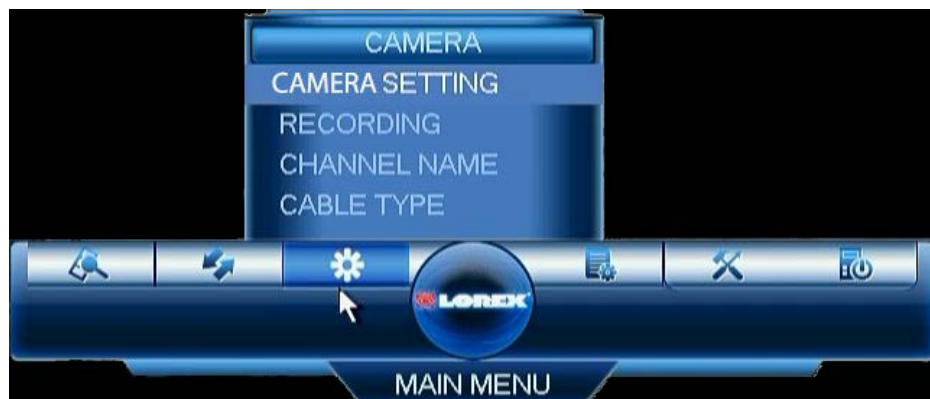 CAMERA
CAMERA SETTING
RECORDING
CHANNEL NAME
CABLE TYPE
LOREX
MAIN MENU